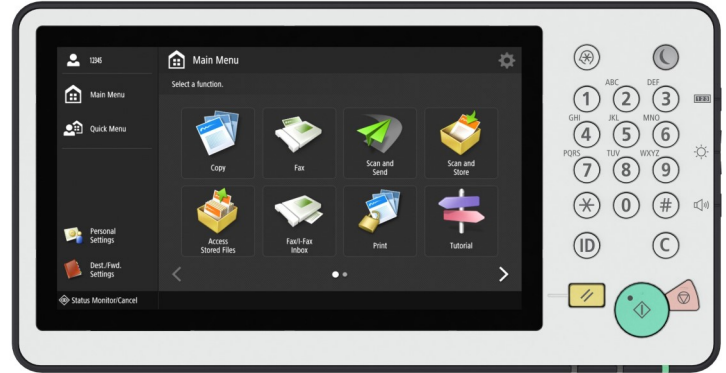 12345
Main Menu
Quick Menu
Personal
Settings
Dest./Fwd.
Settings
Status Monitor/Cancel
Main Menu
Select a function.
Copy
Fax
Scan and
Send
Scan and
Store
Access
Stored Files
Fax/I-Fax
Inbox
Print
Tutorial
ABC DEF
1 2 3
GHI JKL MNO
4 5 6
PQRS TUV WXYZ
7 8 9
0 #
ID C